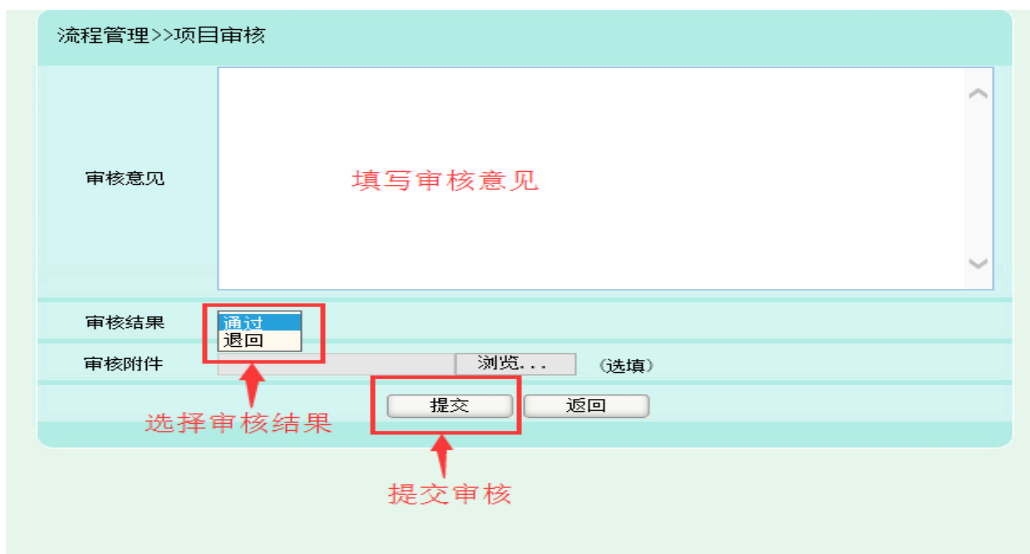 流程管理>>项目审核
审核意见
填写审核意见
审核结果
通过
退回
审核附件
浏览...
(选填)
提交
返回
选择审核结果
提交审核